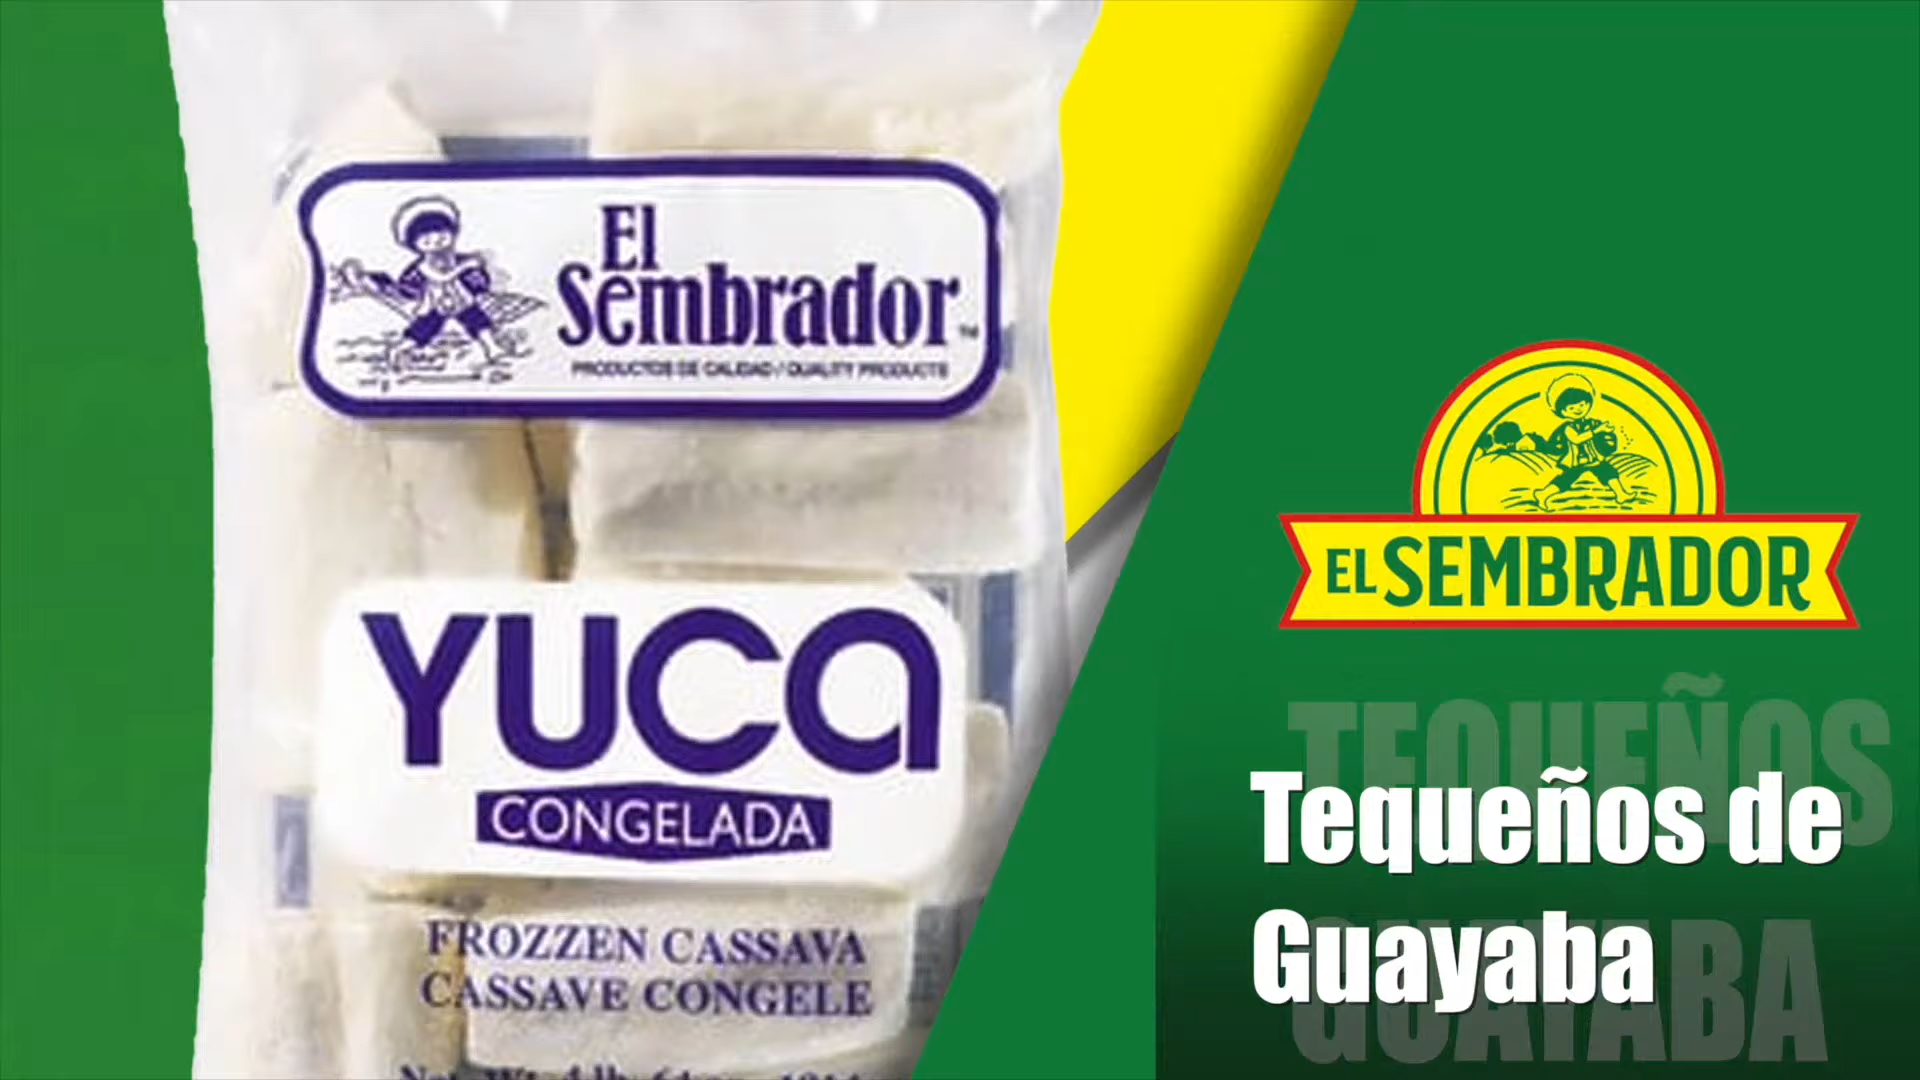 El
Sembrador
PRODUCTOS DE CALIDAD / QUALITY PRODUCTS
YUCA
CONGELADA
FROZZEN CASSAVA
CASSAVE CONGELE
EL SEMBRADOR
TEQUEÑOS
Tequeños de
Guayaba
GUAYABA